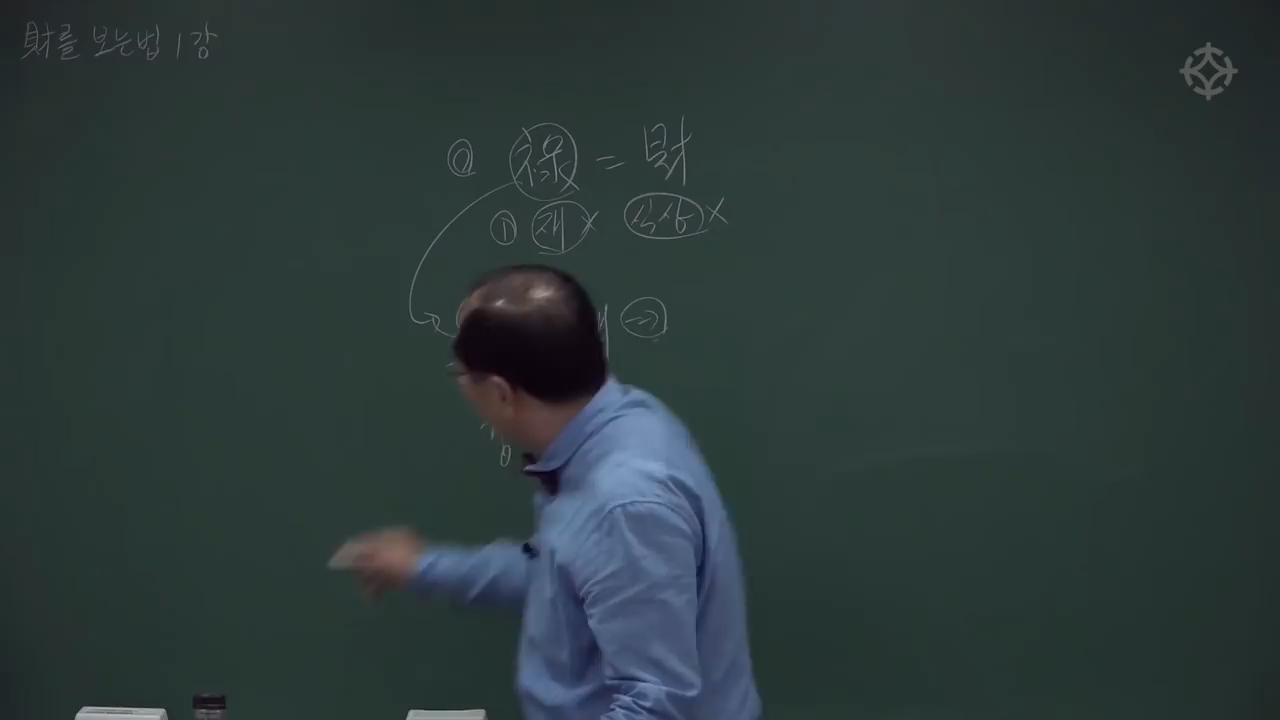 財를 보는법 1강
② 祿 = 財
① 재 × 식상 ×
⇒